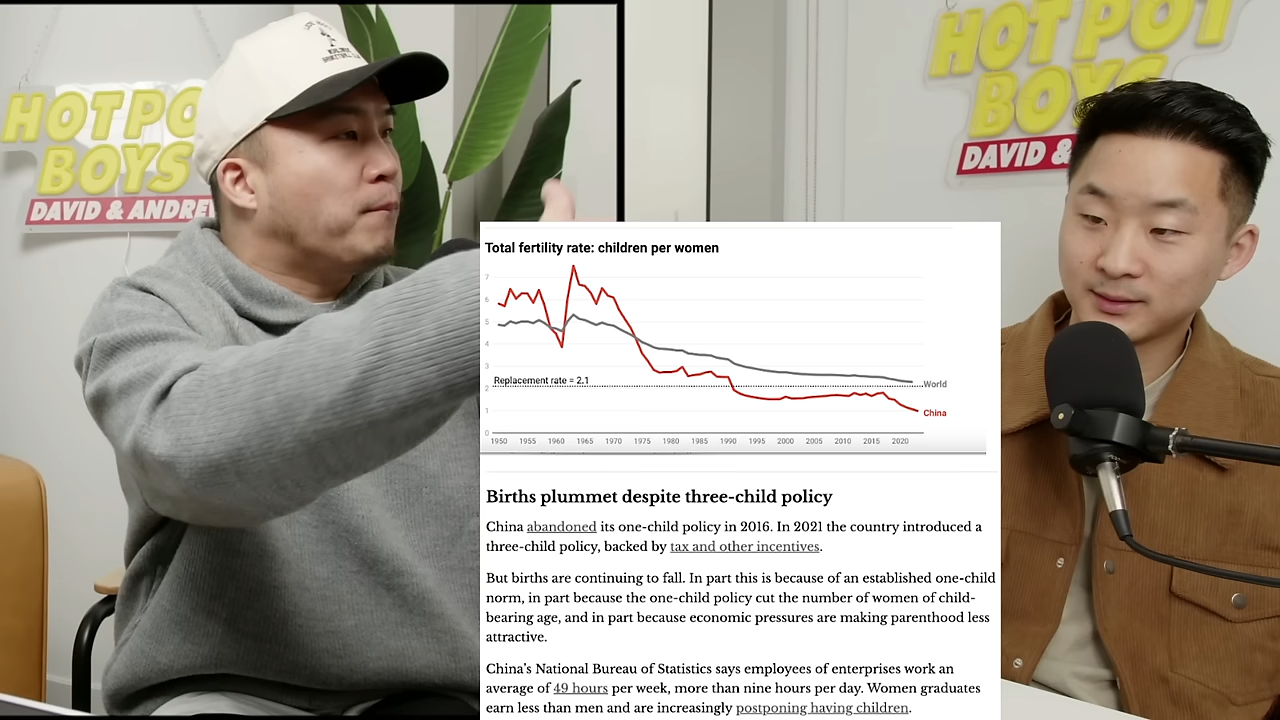 HOT PO
BOYS
DAVID & ANDRE
WORLDWIDE
HOT POT
BOYS
DAVID &
Total fertility rate: children per women
7
6
5
4
3
2
1
0
Replacement rate = 2.1
World
China
1950 1955 1960 1965 1970 1975 1980 1985 1990 1995 2000 2005 2010 2015 2020
Births plummet despite three-child policy
China abandoned its one-child policy in 2016. In 2021 the country introduced a
three-child policy, backed by tax and other incentives.
But births are continuing to fall. In part this is because of an established one-child
norm, in part because the one-child policy cut the number of women of child-
bearing age, and in part because economic pressures are making parenthood less
attractive.
China's National Bureau of Statistics says employees of enterprises work an
average of 49 hours per week, more than nine hours per day. Women graduates
earn less than men and are increasingly postponing having children.